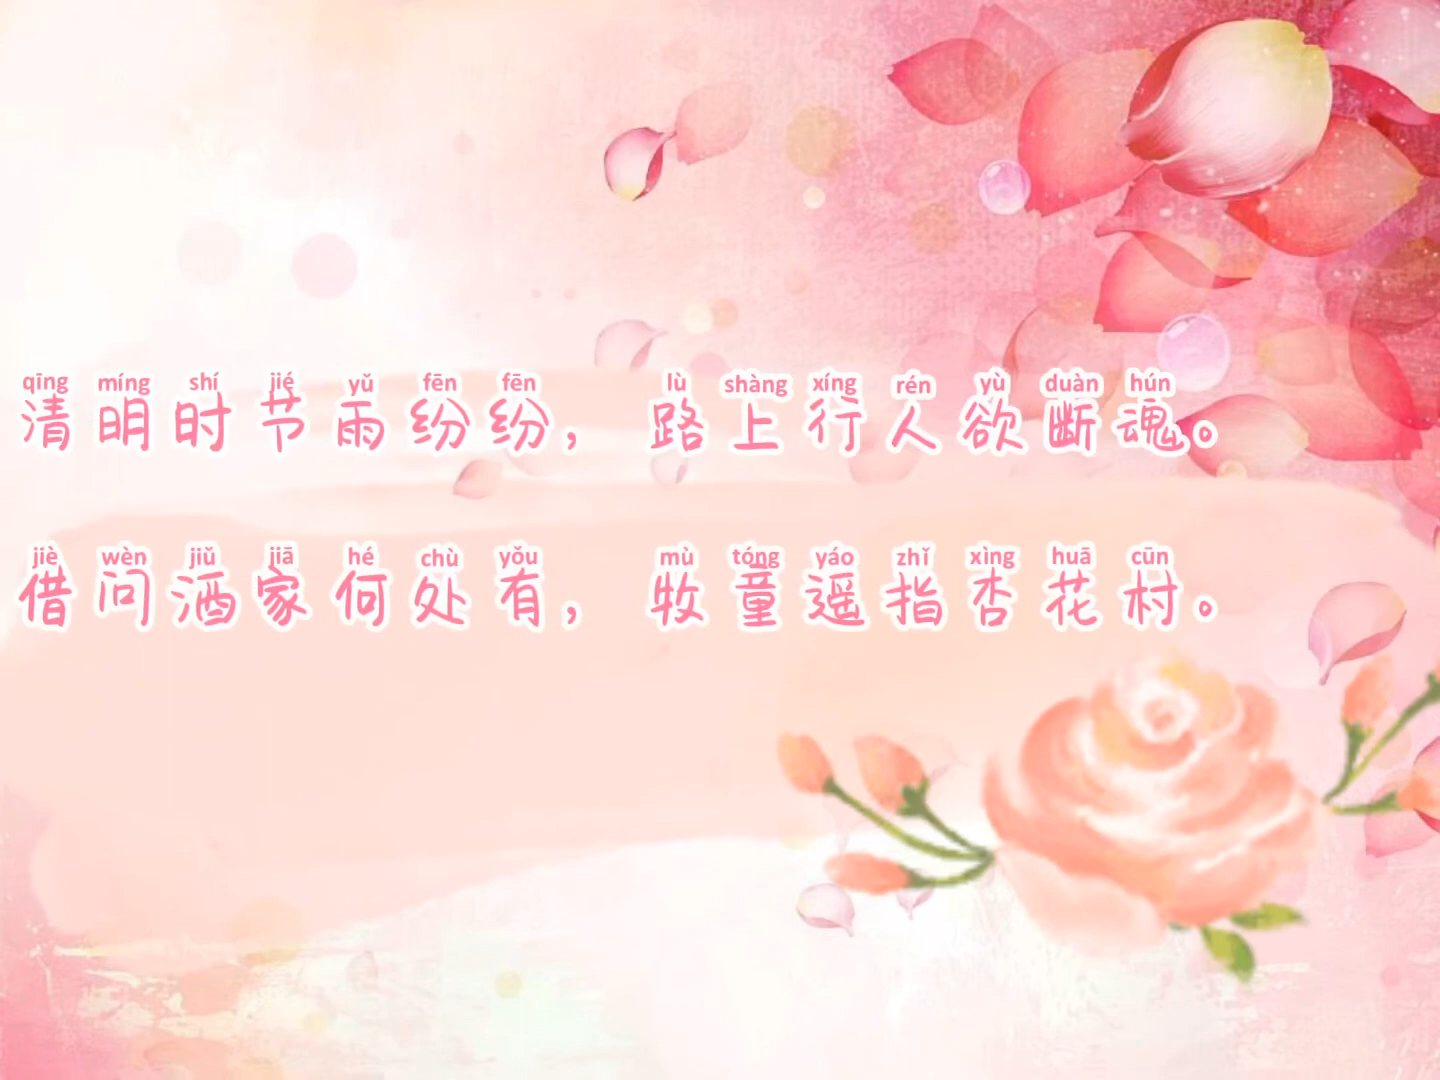 qīng míng shí jié yǔ fēn fēn lù shàng xíng rén yù duàn hún
清明时节雨纷纷，路上行人欲断魂。
jiè wèn jiǔ jiā hé chù yǒu mù tóng yáo zhǐ xìng huā cūn
借问酒家何处有，牧童遥指杏花村。